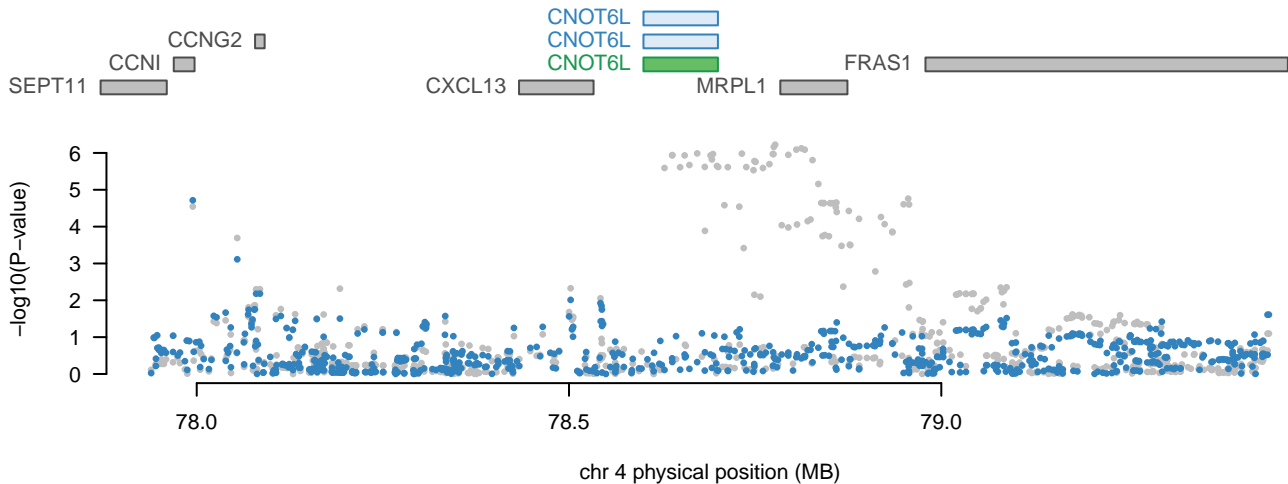 CNOT6L
CCNG2 CNOT6L
CCNI CNOT6L FRAS1
SEPT11 CXCL13 MRPL1
6
5
4
3
2
1
0
−log10(P−value)
78.0 78.5 79.0
chr 4 physical position (MB)